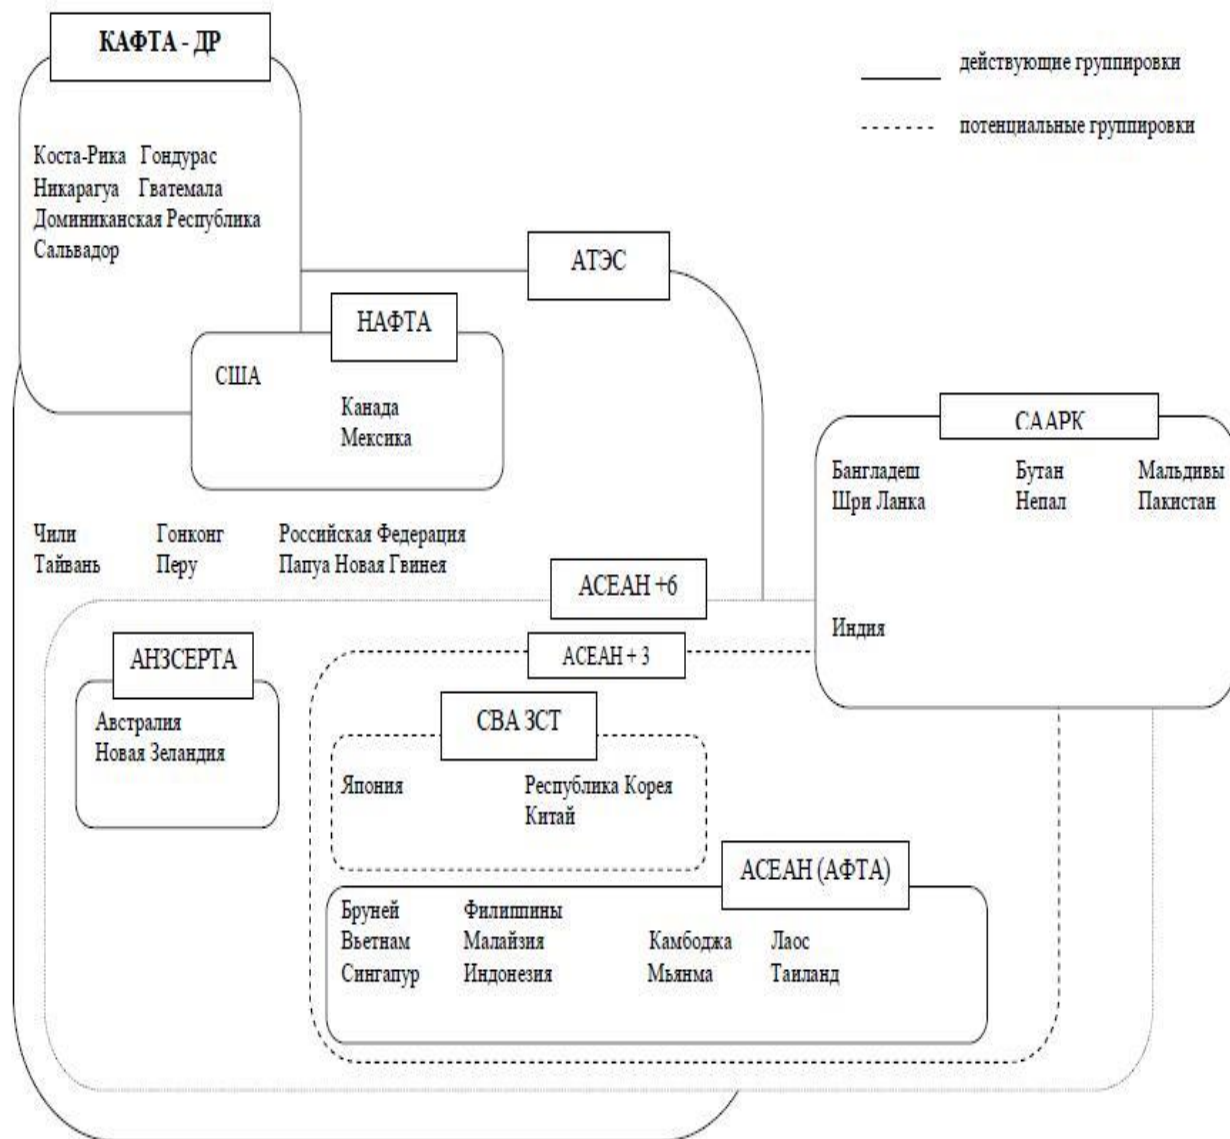 КАФТА - ДР
действующие группировки
потенциальные группировки
Коста-Рика Гондурас
Никарагуа Гватемала
Доминиканская Республика
Сальвадор
АТЭС
НАФТА
США
Канада
Мексика
СААРК
Бангладеш Бутан Мальдивы
Шри Ланка Непал Пакистан
Чили Гонконг Российская Федерация
Тайвань Перу Папуа Новая Гвинея
АСЕАН +6
Индия
АНЗСЕРТА
АСЕАН + 3
СВА ЗСТ
Австралия
Новая Зеландия
Япония Республика Корея
Китай
АСЕАН (АФТА)
Бруней Филиппины
Вьетнам Малайзия Камбоджа Лаос
Сингапур Индонезия Мьянма Таиланд